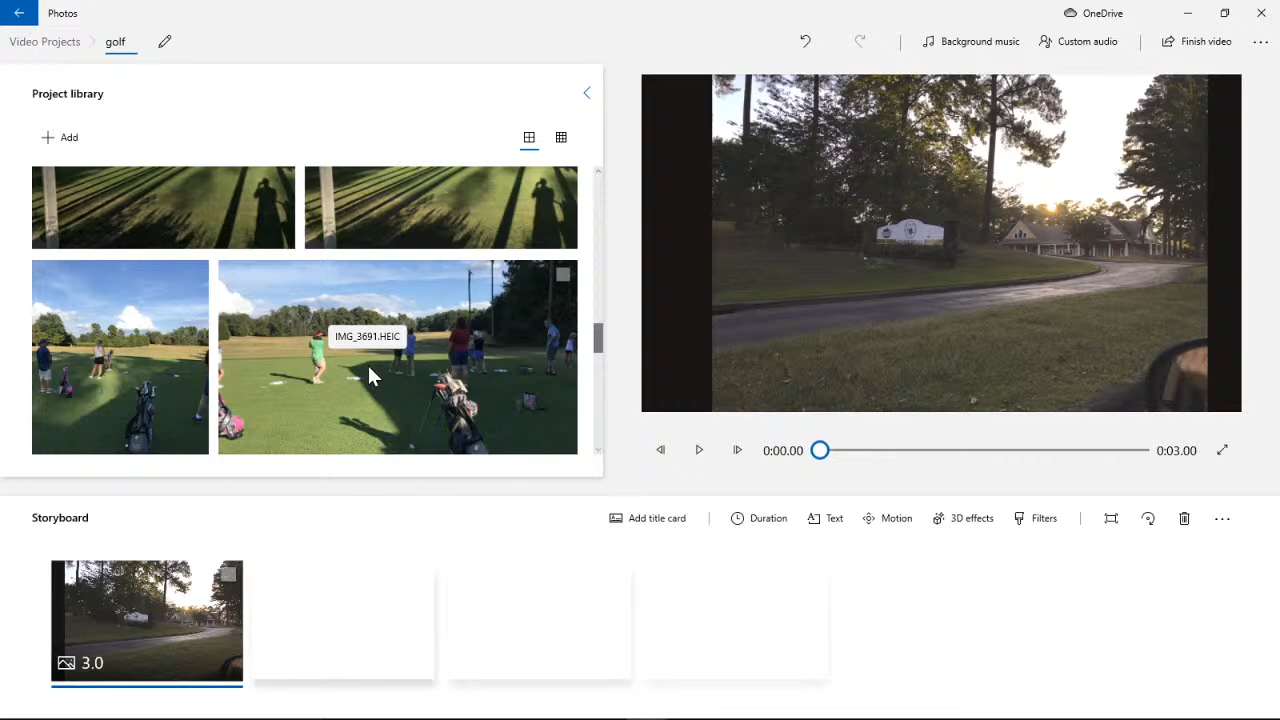 Photos
OneDrive
Video Projects
golf
Background music
Custom audio
Finish video
Project library
Add
IMG_3691.HEIC
0:00.00
0:03.00
Storyboard
Add title card
Duration
Text
Motion
3D effects
Filters
3.0